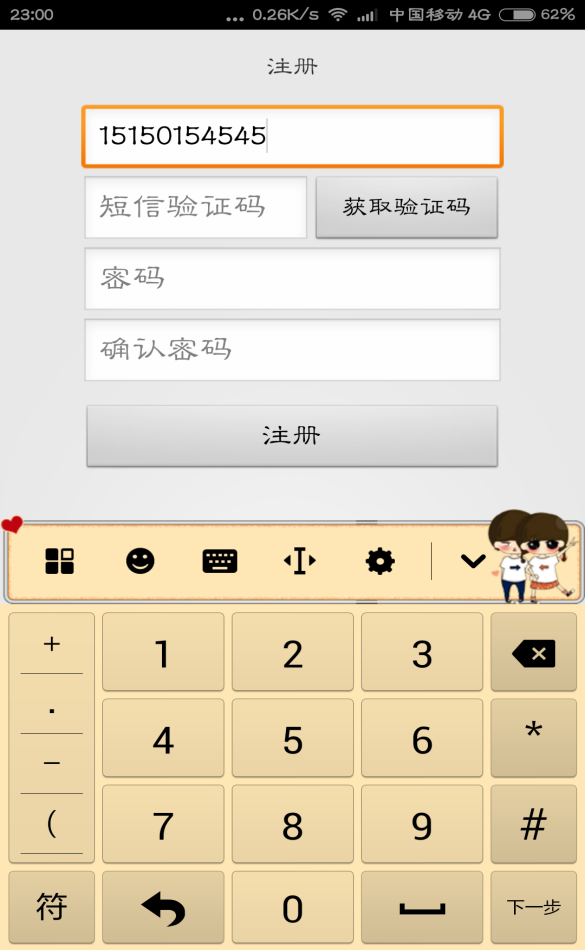 23:00 ... 0.26K/s 中国移动 4G 62%
注册
15150154545
短信验证码 获取验证码
密码
确认密码
注册
+ 1 2 3
. 4 5 6 *
-
( 7 8 9 #
符 0 下一步